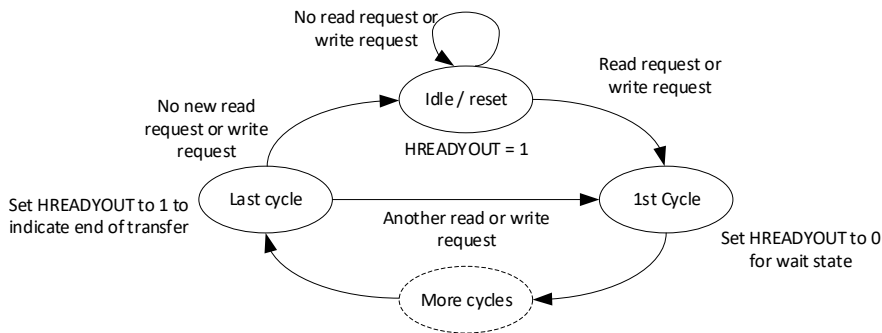 No read request or
write request
Read request or
write request
Idle / reset
No new read
request or write
request
HREADYOUT = 1
Set HREADYOUT to 1 to
indicate end of transfer
Last cycle
1st Cycle
Another read or write
request
Set HREADYOUT to 0
for wait state
More cycles